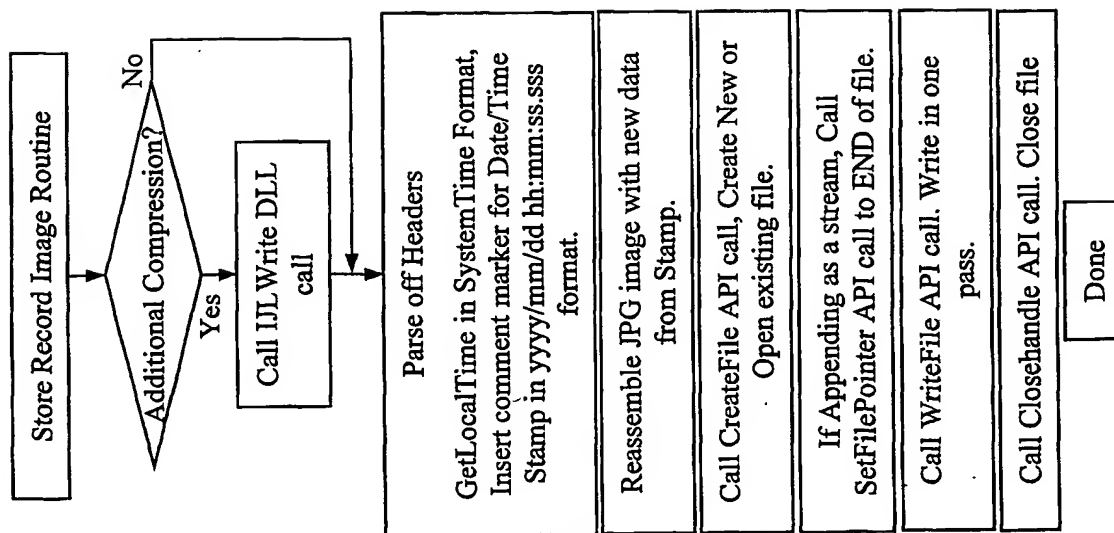 Store Record Image Routine
Additional Compression?
No
Yes
Call IJLWrite DLL
call
Parse off Headers
GetLocalTime in SystemTime Format,
Insert comment marker for Date/Time
Stamp in yyyy/mm/dd hh:mm:ss.sss
format.
Reassemble JPG image with new data
from Stamp.
Call CreateFile API call, Create New or
Open existing file.
If Appending as a stream, Call
SetFilePointer API call to END of file.
Call WriteFile API call. Write in one
pass.
Call Closehandle API call. Close file
Done